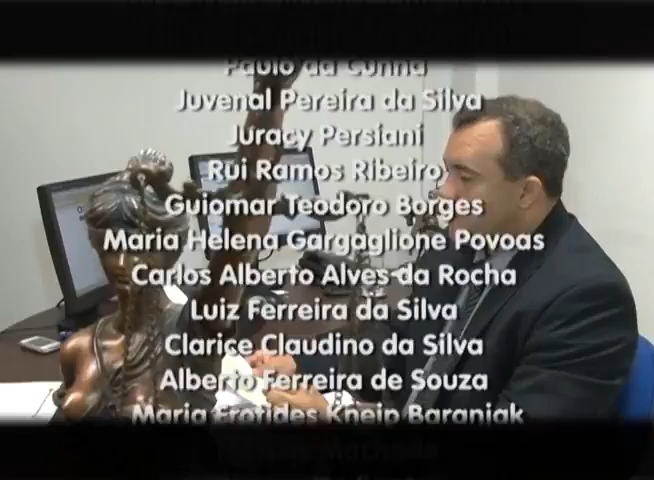 Paulo da Cunha
Juvenal Pereira da Silva
Juracy Persiani
Rui Ramos Ribeiro
Guiomar Teodoro Borges
Maria Helena Gargaglione Povoas
Carlos Alberto Alves da Rocha
Luiz Ferreira da Silva
Clarice Claudino da Silva
Alberto Ferreira de Souza
Maria Erotides Kneip Baranjak
Machado